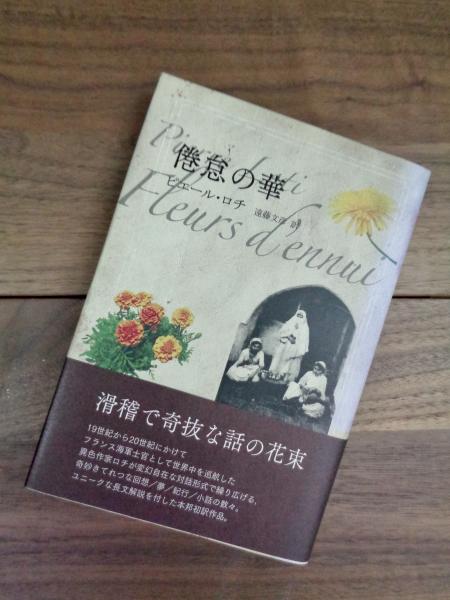 Pierre Loti
倦怠の華
ピエール・ロチ
遠藤文彦 訳
Fleurs d'ennui
滑稽で奇抜な話の花束
19世紀から20世紀にかけて
フランス海軍士官として世界中を巡航した
異色作家ロチが変幻自在な対話形式で繰り広げる、
奇妙きてれつな回想／夢／紀行／小話の数々。
ユニークな長文解説を付した本邦初訳作品。